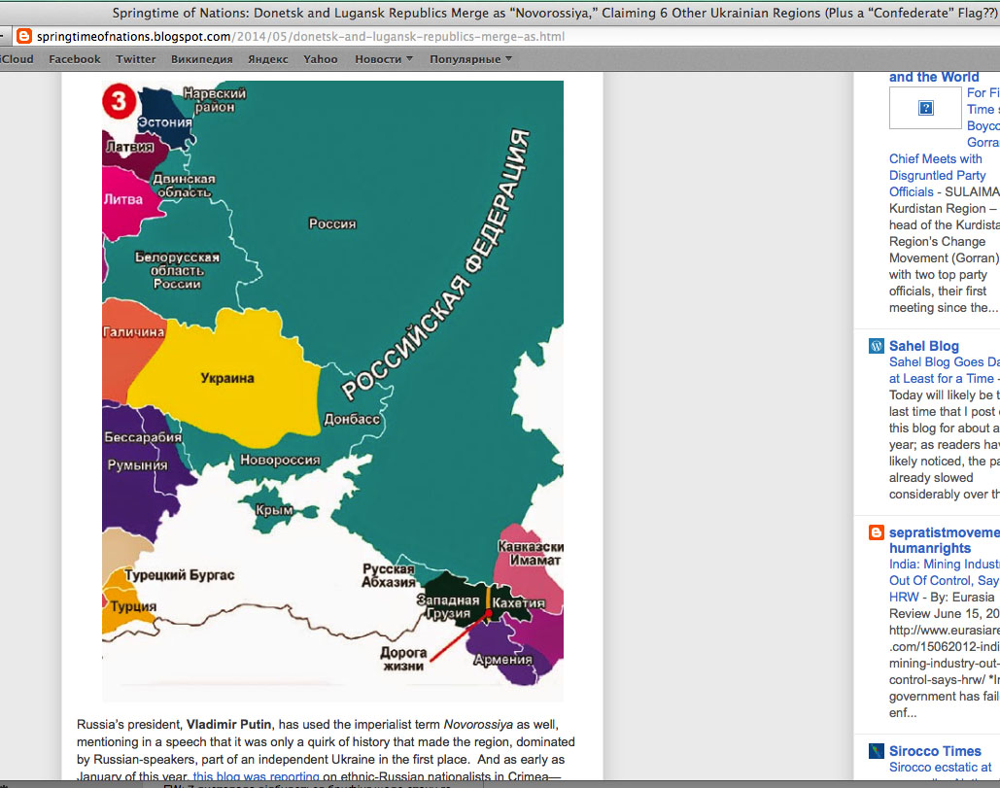 Springtime of Nations: Donetsk and Lugansk Republics Merge as “Novorossiya,” Claiming 6 Other Ukrainian Regions (Plus a “Confederate” Flag??)
springtimeofnations.blogspot.com/2014/05/donetsk-and-lugansk-republics-merge-as.html
iCloud Facebook Twitter Википедия Яндекс Yahoo Новости Популярные
3
Нарвский
район
Эстония
Латвия
Двинская
область
Литва
Россия
РОССИЙСКАЯ ФЕДЕРАЦИЯ
Белорусская
область
России
Галичина
Украина
Донбасс
Бессарабия
Новороссия
Румыния
Крым
Кавказски
Имамат
Русская
Абхазия
Турецкий Бургас
Западная
Грузия
Кахетия
Турция
Дорога
жизни
Армения
Russia’s president, Vladimir Putin, has used the imperialist term Novorossiya as well,
mentioning in a speech that it was only a quirk of history that made the region, dominated
by Russian-speakers, part of an independent Ukraine in the first place. And as early as
January of this year, this blog was reporting on ethnic-Russian nationalists in Crimea—
and the World
For Fi
Time s
Boyco
Gorra
Chief Meets with
Disgruntled Party
Officials - SULAIMA
Kurdistan Region –
head of the Kurdista
Region’s Change
Movement (Gorran)
with two top party
officials, their first
meeting since the...
Sahel Blog
Sahel Blog Goes Da
at Least for a Time -
Today will likely be t
last time that I post o
this blog for about a
year; as readers hav
likely noticed, the pa
already slowed
considerably over th
sepratistmoveme
humanrights
India: Mining Indust
Out Of Control, Say
HRW - By: Eurasia
Review June 15, 20
http://www.eurasiare
.com/15062012-indi
mining-industry-out-
control-says-hrw/ *In
government has faile
enf...
Sirocco Times
Sirocco ecstatic at